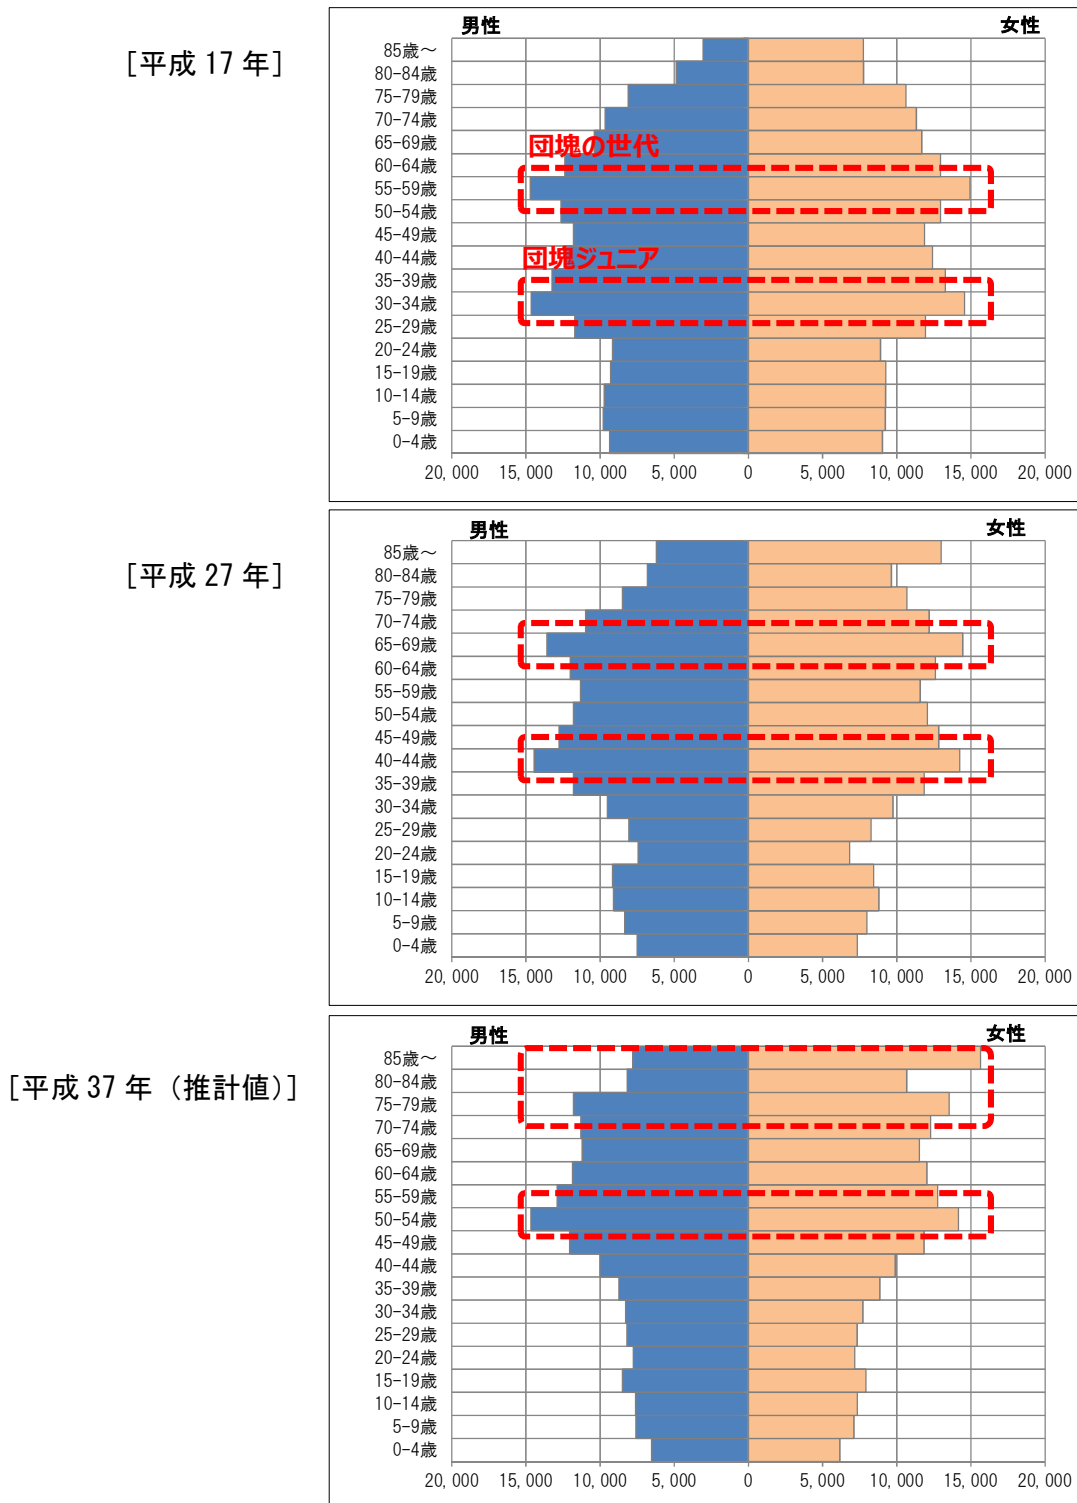 [平成 17 年]
男性 女性
85歳～
80-84歳
75-79歳
70-74歳
65-69歳
団塊の世代
60-64歳
55-59歳
50-54歳
45-49歳
40-44歳
団塊ジュニア
35-39歳
30-34歳
25-29歳
20-24歳
15-19歳
10-14歳
5-9歳
0-4歳
20,000 15,000 10,000 5,000 0 5,000 10,000 15,000 20,000
[平成 27 年]
男性 女性
85歳～
80-84歳
75-79歳
70-74歳
65-69歳
60-64歳
55-59歳
50-54歳
45-49歳
40-44歳
35-39歳
30-34歳
25-29歳
20-24歳
15-19歳
10-14歳
5-9歳
0-4歳
20,000 15,000 10,000 5,000 0 5,000 10,000 15,000 20,000
[平成 37 年（推計値)]
男性 女性
85歳～
80-84歳
75-79歳
70-74歳
65-69歳
60-64歳
55-59歳
50-54歳
45-49歳
40-44歳
35-39歳
30-34歳
25-29歳
20-24歳
15-19歳
10-14歳
5-9歳
0-4歳
20,000 15,000 10,000 5,000 0 5,000 10,000 15,000 20,000